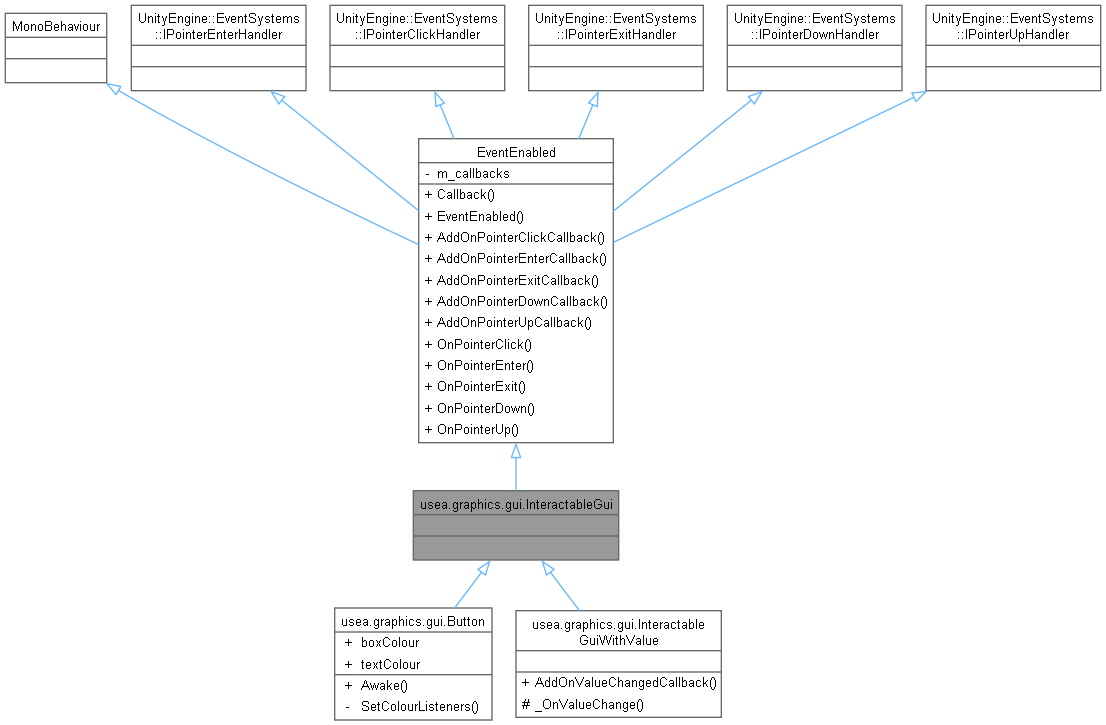 MonoBehaviour
UnityEngine::EventSystems
::IPointerEnterHandler
UnityEngine::EventSystems
::IPointerClickHandler
UnityEngine::EventSystems
::IPointerExitHandler
UnityEngine::EventSystems
::IPointerDownHandler
UnityEngine::EventSystems
::IPointerUpHandler
EventEnabled
- m_callbacks
+ Callback()
+ EventEnabled()
+ AddOnPointerClickCallback()
+ AddOnPointerEnterCallback()
+ AddOnPointerExitCallback()
+ AddOnPointerDownCallback()
+ AddOnPointerUpCallback()
+ OnPointerClick()
+ OnPointerEnter()
+ OnPointerExit()
+ OnPointerDown()
+ OnPointerUp()
usea.graphics.gui.InteractableGui
usea.graphics.gui.Button
+ boxColour
+ textColour
+ Awake()
- SetColourListeners()
usea.graphics.gui.Interactable
GuiWithValue
+ AddOnValueChangedCallback()
# _OnValueChange()